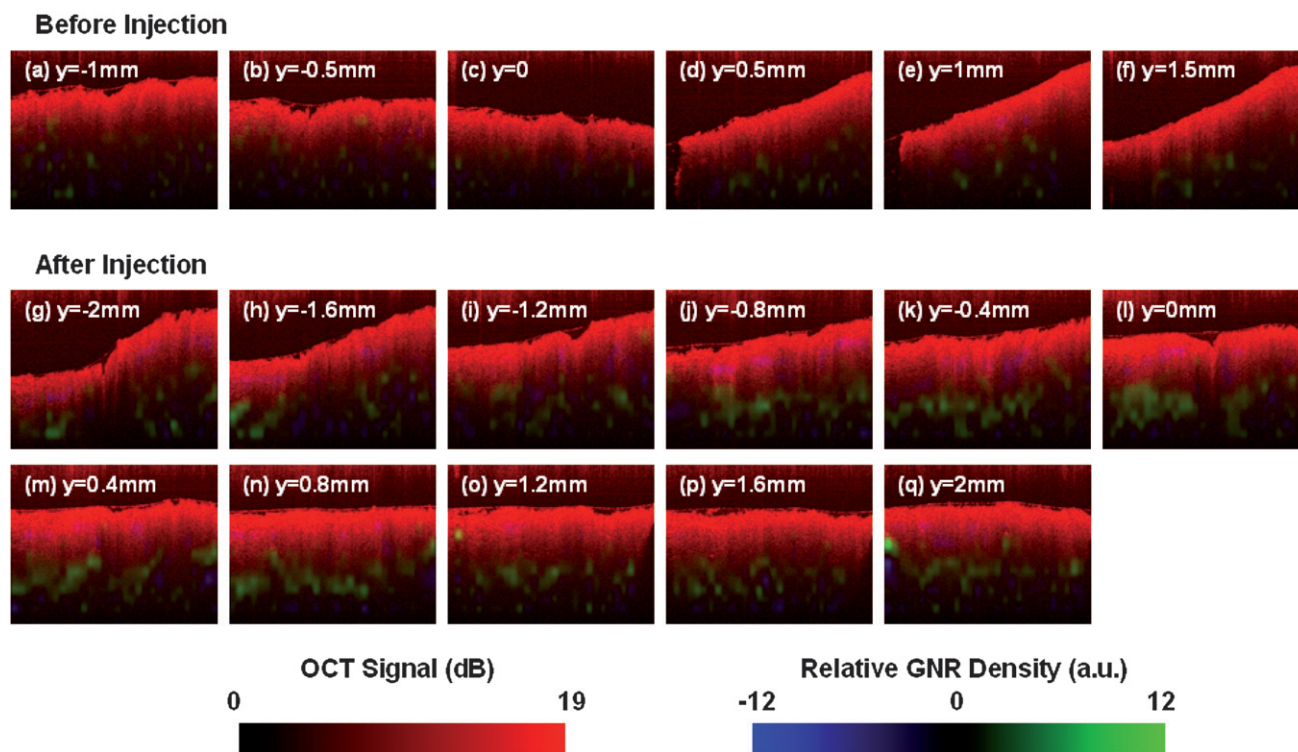 Before Injection
(a) y=-1mm (b) y=-0.5mm (c) y=0 (d) y=0.5mm (e) y=1mm (f) y=1.5mm
After Injection
(g) y=-2mm (h) y=-1.6mm (i) y=-1.2mm (j) y=-0.8mm (k) y=-0.4mm (l) y=0mm
(m) y=0.4mm (n) y=0.8mm (o) y=1.2mm (p) y=1.6mm (q) y=2mm
OCT Signal (dB) Relative GNR Density (a.u.)
0 19 -12 0 12